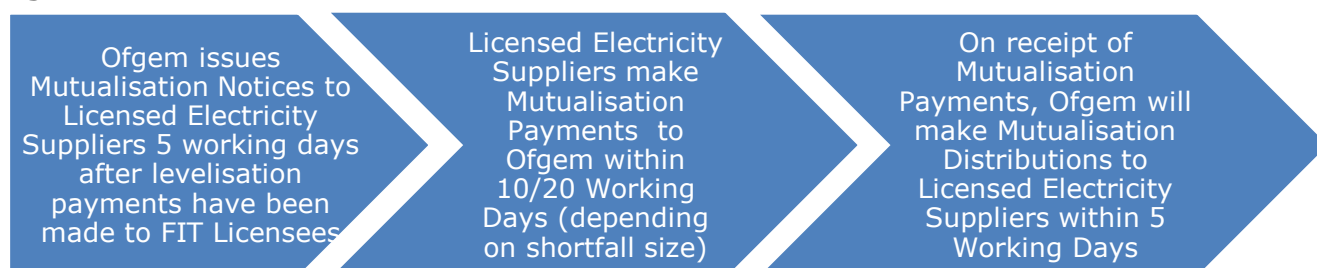 Ofgem issues
Mutualisation Notices to
Licensed Electricity
Suppliers 5 working days
after levelisation
payments have been
made to FIT Licensees
Licensed Electricity
Suppliers make
Mutualisation
Payments to
Ofgem within
10/20 Working
Days (depending
on shortfall size)
On receipt of
Mutualisation
Payments, Ofgem will
make Mutualisation
Distributions to
Licensed Electricity
Suppliers within 5
Working Days